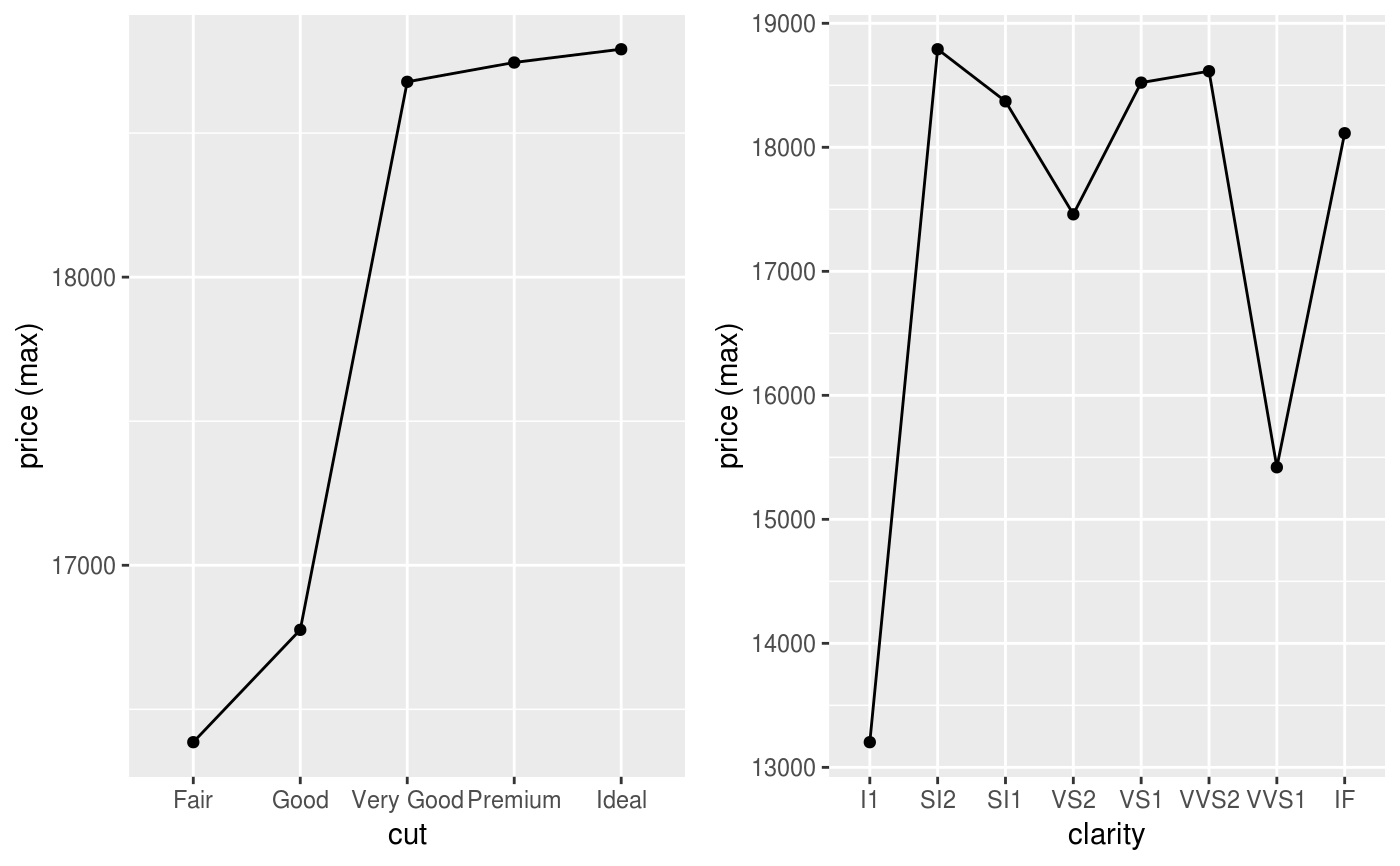 price (max)
18000
17000
Fair Good Very Good Premium Ideal
cut
price (max)
19000
18000
17000
16000
15000
14000
13000
I1 SI2 SI1 VS2 VS1 VVS2 VVS1 IF
clarity